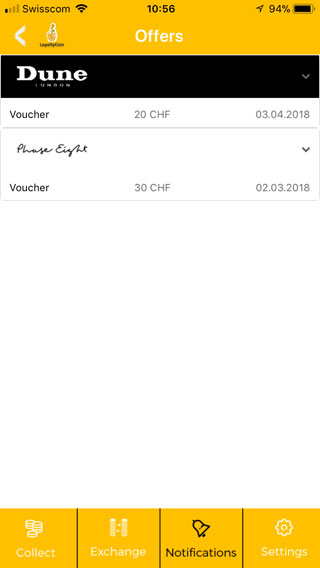 Swisscom 10:56 94%
LoyaltyCoin Offers
Dune
LONDON
Voucher 20 CHF 03.04.2018
Phase Eight
Voucher 30 CHF 02.03.2018
Collect Exchange Notifications Settings